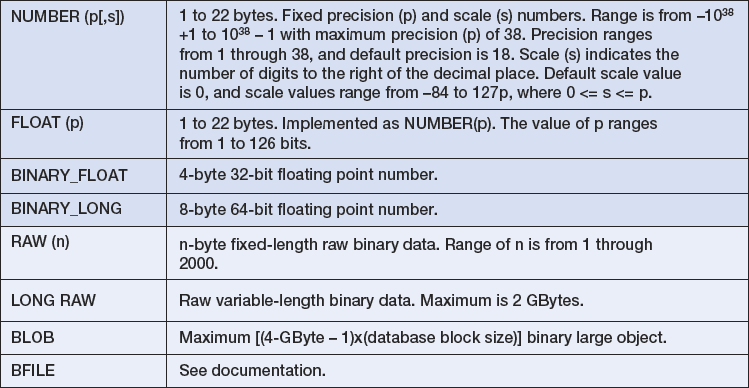 NUMBER (p[,s])
1 to 22 bytes. Fixed precision (p) and scale (s) numbers. Range is from –10³⁸
+1 to 10³⁸ – 1 with maximum precision (p) of 38. Precision ranges
from 1 through 38, and default precision is 18. Scale (s) indicates the
number of digits to the right of the decimal place. Default scale value
is 0, and scale values range from –84 to 127p, where 0 <= s <= p.
FLOAT (p)
1 to 22 bytes. Implemented as NUMBER(p). The value of p ranges
from 1 to 126 bits.
BINARY_FLOAT
4-byte 32-bit floating point number.
BINARY_LONG
8-byte 64-bit floating point number.
RAW (n)
n-byte fixed-length raw binary data. Range of n is from 1 through
2000.
LONG RAW
Raw variable-length binary data. Maximum is 2 GBytes.
BLOB
Maximum [(4-GByte – 1)x(database block size)] binary large object.
BFILE
See documentation.